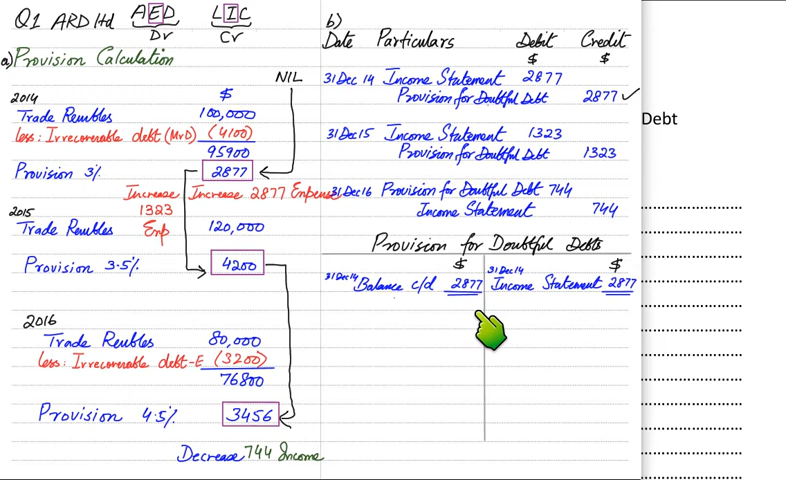 Q1 ARD ltd AED LIC
Dr Cr
a) Provision Calculation
NIL
2014 $
Trade Rembles 100,000
less: Irrecoverable debt (Mr D) (4100)
95900
Provision 3% 2877
Increase Increase 2877 Expense
2015 1323
Trade Rembles Exp 120,000
Provision 3.5% 4200
2016
Trade Reubles 80,000
less: Irrecoverable debt-E (3200)
76800
Provision 4.5% 3456
Decrease 744 Income
b)
Date Particulars Debit Credit
$ $
31 Dec 14 Income Statement 2877
Provision for Doubtful Debt 2877 ✓
31 Dec 15 Income Statement 1323
Provision for Doubtful Debt 1323
31 Dec 16 Provision for Doubtful Debt 744
Income Statement 744
Provision for Doubtful Debts
$ $
31 Dec 14 Balance c/d 2877 31 Dec 14 Income Statement 2877
Debt